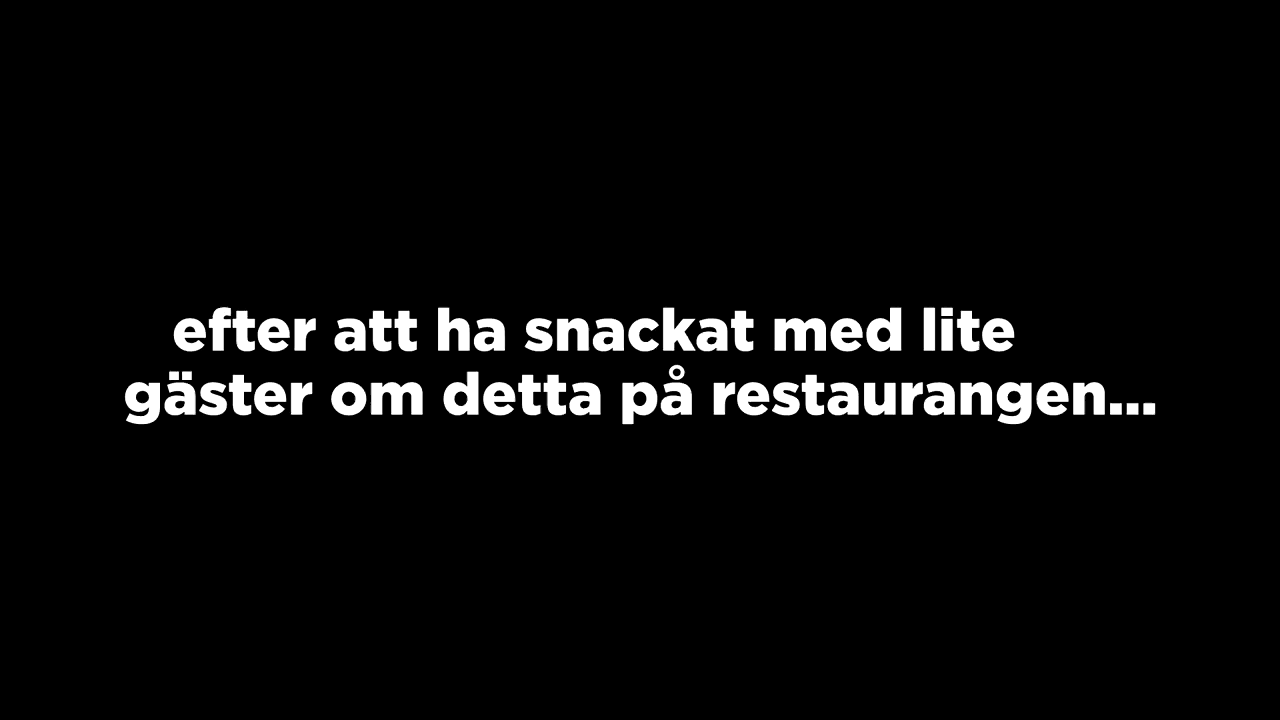 efter att ha snackat med lite
gäster om detta på restaurangen...